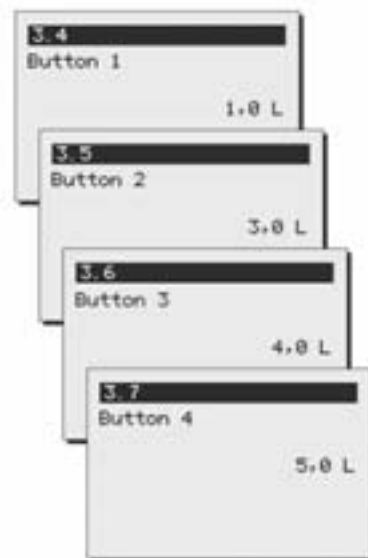 3.4
Button 1
1,0 L
3.5
Button 2
3,0 L
3.6
Button 3
4,0 L
3.7
Button 4
5,0 L